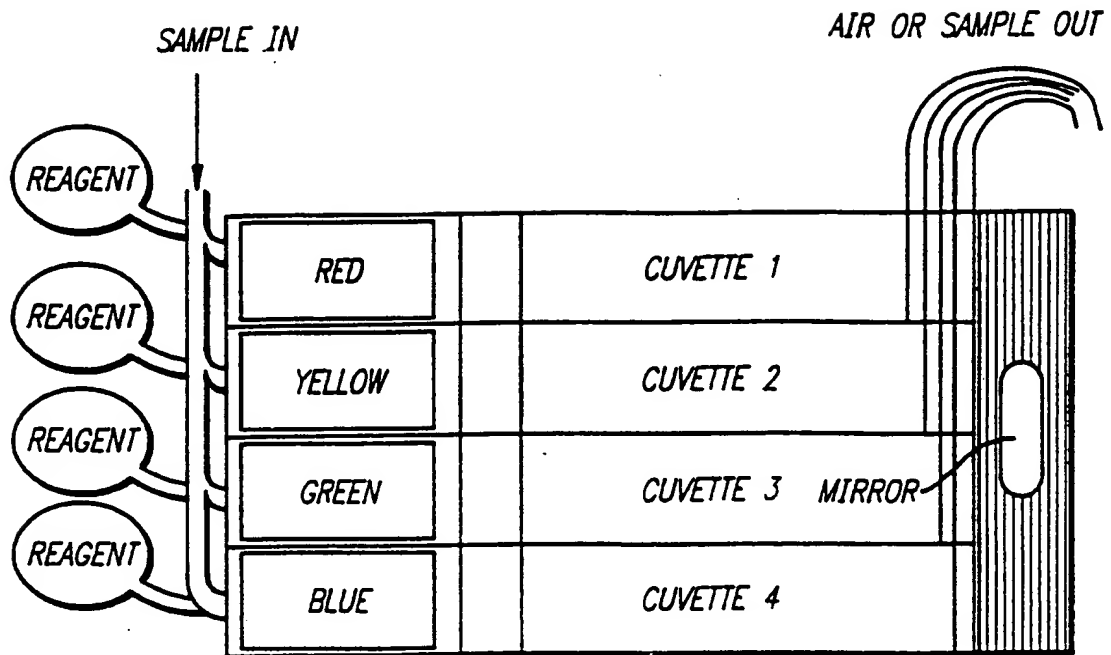 SAMPLE IN
AIR OR SAMPLE OUT
REAGENT
RED
CUVETTE 1
REAGENT
YELLOW
CUVETTE 2
REAGENT
GREEN
CUVETTE 3
MIRROR
REAGENT
BLUE
CUVETTE 4